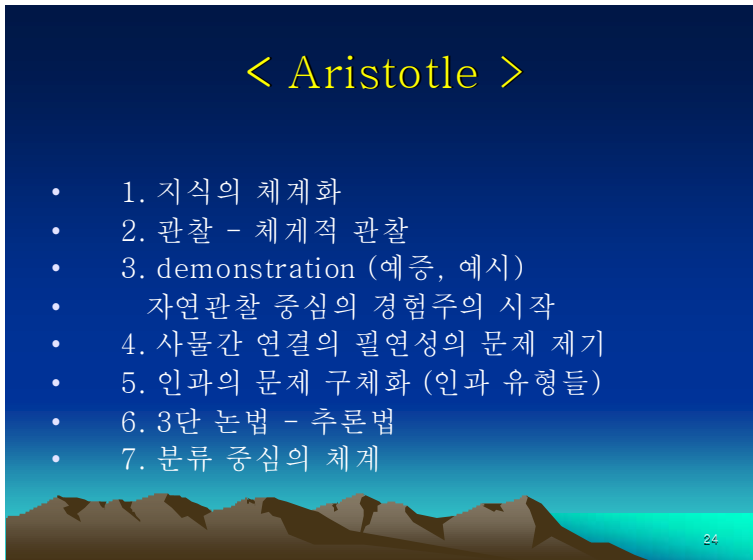 < Aristotle >
• 1. 지식의 체계화
• 2. 관찰 - 체게적 관찰
• 3. demonstration (예증, 예시)
• 자연관찰 중심의 경험주의 시작
• 4. 사물간 연결의 필연성의 문제 제기
• 5. 인과의 문제 구체화 (인과 유형들)
• 6. 3단 논법 - 추론법
• 7. 분류 중심의 체계
24